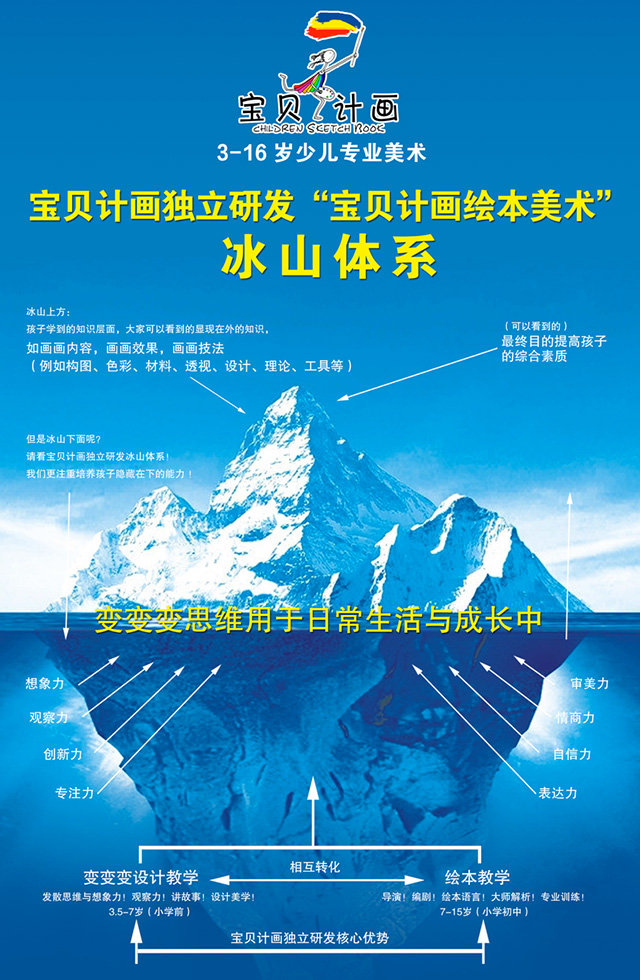 宝贝计画
CHILDREN SKETCH BOOK
3-16 岁少儿专业美术
宝贝计画独立研发“宝贝计画绘本美术”
冰山体系
冰山上方：
孩子学到的知识层面，大家可以看到的显现在外的知识，
如画画内容，画画效果，画画技法
（例如构图、色彩、材料、透视、设计、理论、工具等）
（可以看到的）
最终目的提高孩子
的综合素质
但是冰山下面呢？
请看宝贝计画独立研发冰山体系！
我们更注重培养孩子隐藏在下的能力！
变变变思维用于日常生活与成长中
想象力
观察力
创新力
专注力
审美力
情商力
自信力
表达力
变变变设计教学
发散思维与想象力！观察力！讲故事！设计美学！
3.5-7岁（小学前）
相互转化
绘本教学
导演！编剧！绘本语言！大师解析！专业训练！
7-15岁（小学初中）
宝贝计画独立研发核心优势